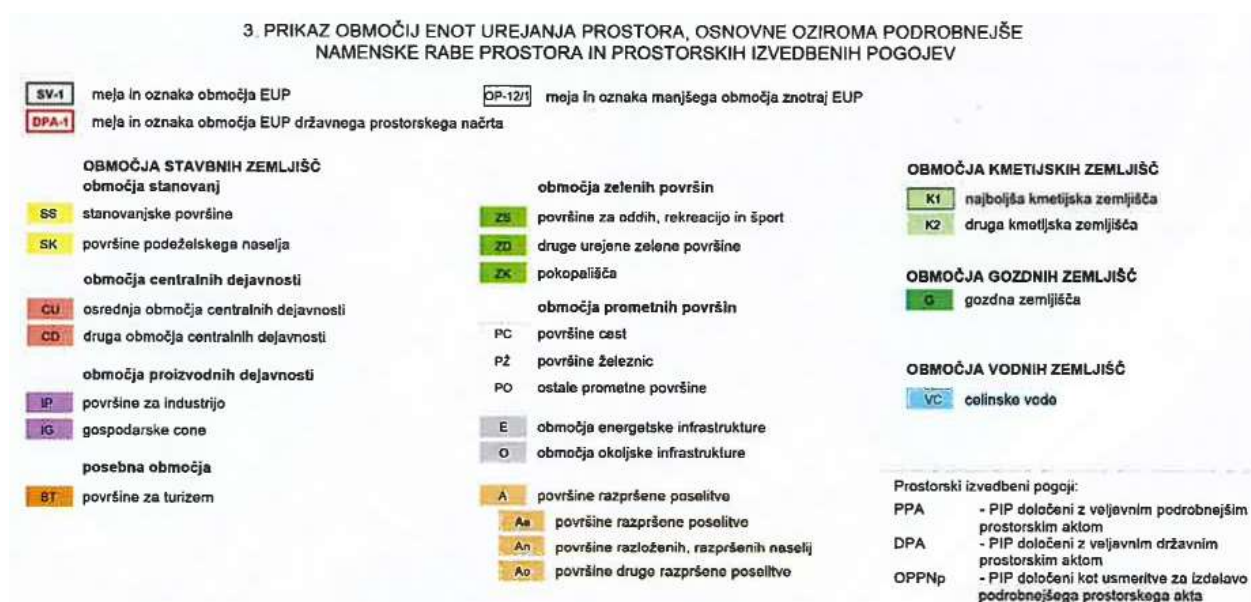 3. PRIKAZ OBMOČIJ ENOT UREJANJA PROSTORA, OSNOVNE OZIROMA PODROBNEJŠE
NAMENSKE RABE PROSTORA IN PROSTORSKIH IZVEDBENIH POGOJEV
SV-1 meja in oznaka območja EUP
DPA-1 meja in oznaka območja EUP državnega prostorskega načrta
OP-12/1 meja in oznaka manjšega območja znotraj EUP
OBMOČJA STAVBNIH ZEMLJIŠČ
območja stanovanj
SS stanovanjske površine
SK površine podeželskega naselja
območja centralnih dejavnosti
CU osrednja območja centralnih dejavnosti
CD druga območja centralnih dejavnosti
območja proizvodnih dejavnosti
IP površine za industrijo
IG gospodarske cone
posebna območja
BT površine za turizem
območja zelenih površin
ZS površine za oddih, rekreacijo in šport
ZD druge urejene zelene površine
ZK pokopališča
območja prometnih površin
PC površine cest
PŽ površine železnic
PO ostale prometne površine
E območja energetske infrastrukture
O območja okoljske infrastrukture
A površine razpršene poselitve
Aa površine razpršene poselitve
An površine razloženih, razpršenih naselij
Ao površine druge razpršene poselitve
OBMOČJA KMETIJSKIH ZEMLJIŠČ
K1 najboljša kmetijska zemljišča
K2 druga kmetijska zemljišča
OBMOČJA GOZDNIH ZEMLJIŠČ
G gozdna zemljišča
OBMOČJA VODNIH ZEMLJIŠČ
VC celinske vode
Prostorski izvedbeni pogoji:
PPA - PIP določeni z veljavnim podrobnejšim
prostorskim aktom
DPA - PIP določeni z veljavnim državnim
prostorskim aktom
OPPNp - PIP določeni kot usmeritve za izdelavo
podrobnejšega prostorskega akta